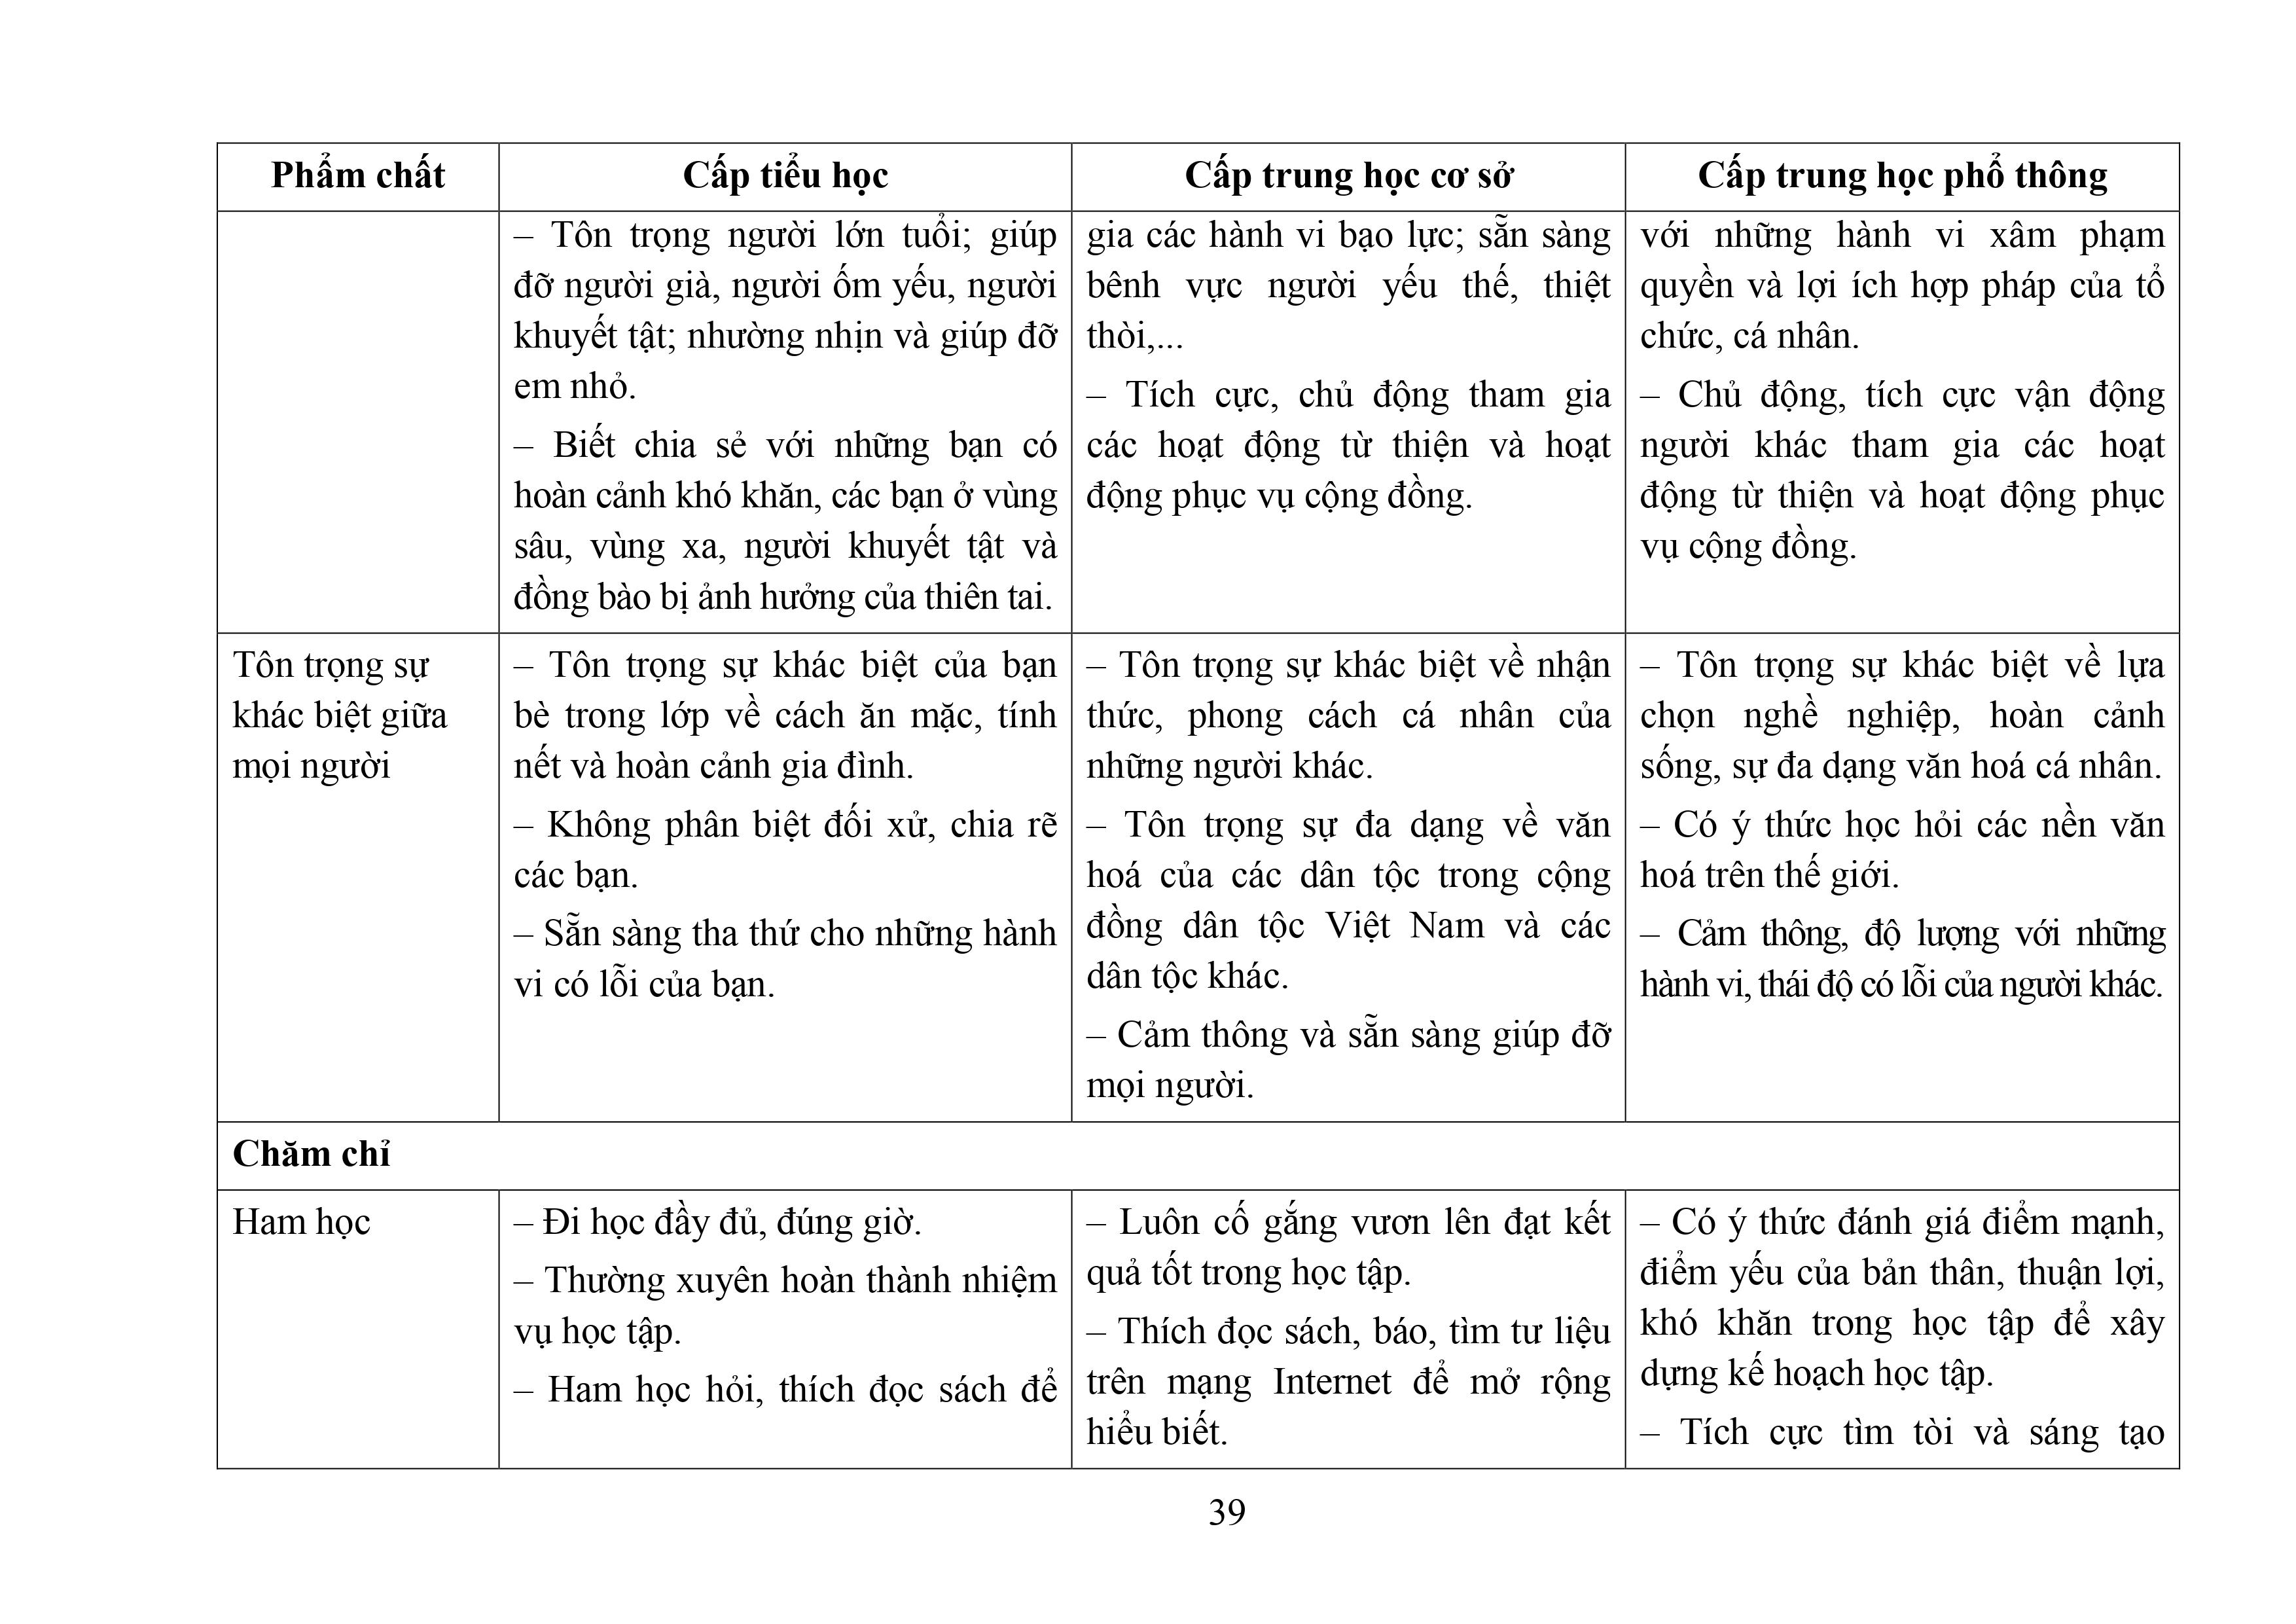 Phẩm chất
Cấp tiểu học
Cấp trung học cơ sở
Cấp trung học phổ thông
– Tôn trọng người lớn tuổi; giúp
đỡ người già, người ốm yếu, người
khuyết tật; nhường nhịn và giúp đỡ
em nhỏ.
– Biết chia sẻ với những bạn có
hoàn cảnh khó khăn, các bạn ở vùng
sâu, vùng xa, người khuyết tật và
đồng bào bị ảnh hưởng của thiên tai.
gia các hành vi bạo lực; sẵn sàng
bênh vực người yếu thế, thiệt
thòi,...
– Tích cực, chủ động tham gia
các hoạt động từ thiện và hoạt
động phục vụ cộng đồng.
với những hành vi xâm phạm
quyền và lợi ích hợp pháp của tổ
chức, cá nhân.
– Chủ động, tích cực vận động
người khác tham gia các hoạt
động từ thiện và hoạt động phục
vụ cộng đồng.
Tôn trọng sự
khác biệt giữa
mọi người
– Tôn trọng sự khác biệt của bạn
bè trong lớp về cách ăn mặc, tính
nết và hoàn cảnh gia đình.
– Không phân biệt đối xử, chia rẽ
các bạn.
– Sẵn sàng tha thứ cho những hành
vi có lỗi của bạn.
– Tôn trọng sự khác biệt về nhận
thức, phong cách cá nhân của
những người khác.
– Tôn trọng sự đa dạng về văn
hoá của các dân tộc trong cộng
đồng dân tộc Việt Nam và các
dân tộc khác.
– Cảm thông và sẵn sàng giúp đỡ
mọi người.
– Tôn trọng sự khác biệt về lựa
chọn nghề nghiệp, hoàn cảnh
sống, sự đa dạng văn hoá cá nhân.
– Có ý thức học hỏi các nền văn
hoá trên thế giới.
– Cảm thông, độ lượng với những
hành vi, thái độ có lỗi của người khác.
Chăm chỉ
Ham học
– Đi học đầy đủ, đúng giờ.
– Thường xuyên hoàn thành nhiệm
vụ học tập.
– Ham học hỏi, thích đọc sách để
– Luôn cố gắng vươn lên đạt kết
quả tốt trong học tập.
– Thích đọc sách, báo, tìm tư liệu
trên mạng Internet để mở rộng
hiểu biết.
– Có ý thức đánh giá điểm mạnh,
điểm yếu của bản thân, thuận lợi,
khó khăn trong học tập để xây
dựng kế hoạch học tập.
– Tích cực tìm tòi và sáng tạo
39